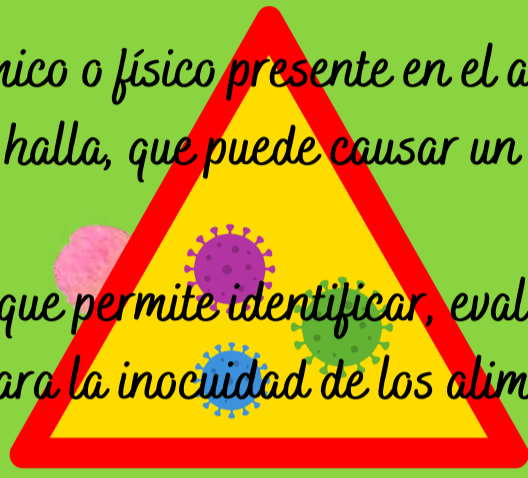 mico o físico presente en el a
halla, que puede causar un
que permite identificar, eval
ara la inocuidad de los alim